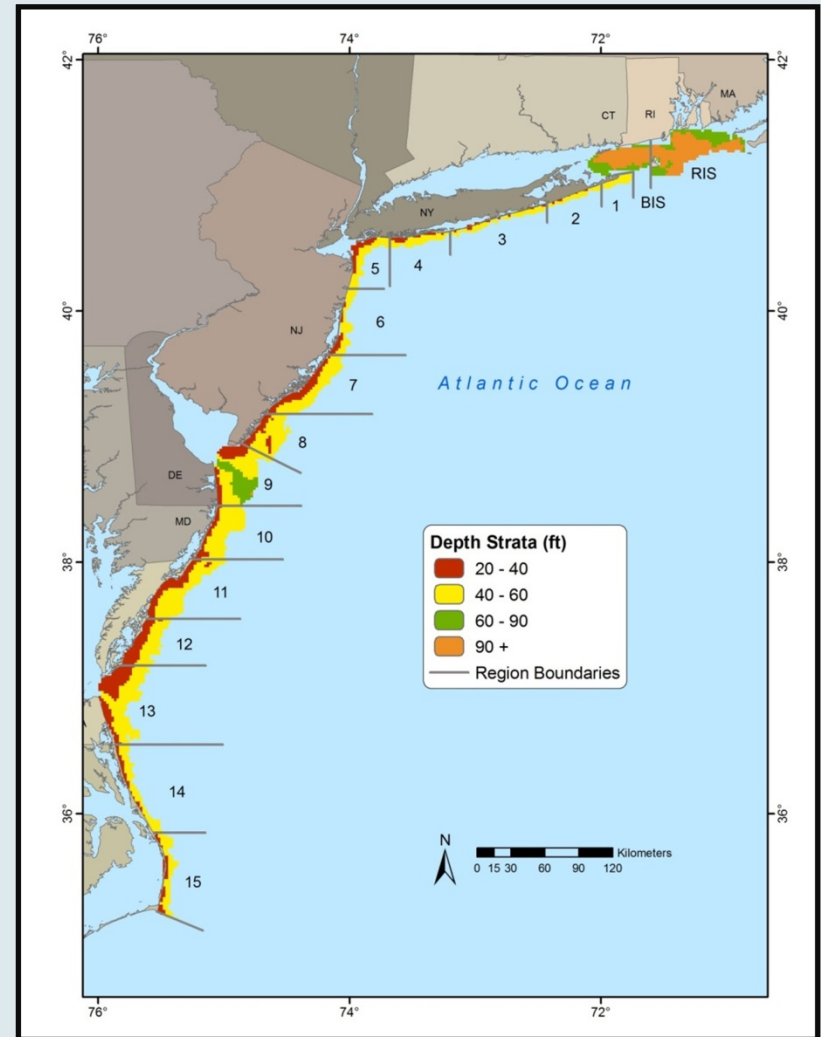 76° 74° 72°
42° 42°
MA
CT RI
RIS
BIS
1
NY 2
3
5 4
40° 40°
6
NJ
7
Atlantic Ocean
8
DE 9
MD
10
Depth Strata (ft)
20 - 40
40 - 60
60 - 90
90 +
Region Boundaries
38° 38°
11
12
13
14
36° 36°
N
Kilometers
0 15 30 60 90 120
15
76° 74° 72°